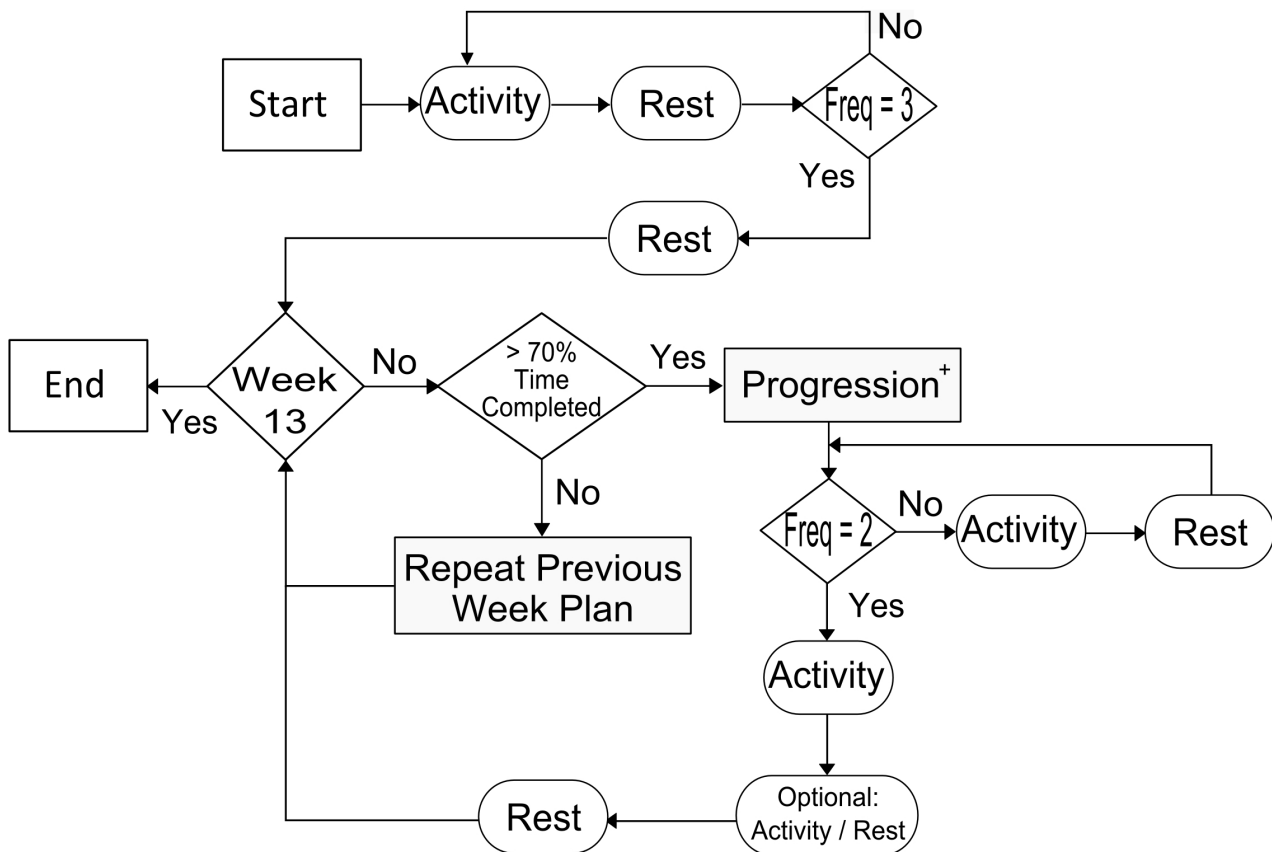 No
Start
Activity
Rest
Freq = 3
Yes
Rest
End
Yes
Week
13
No
> 70%
Time
Completed
Yes
Progression+
No
Repeat Previous
Week Plan
Freq = 2
No
Activity
Rest
Yes
Activity
Optional:
Activity / Rest
Rest